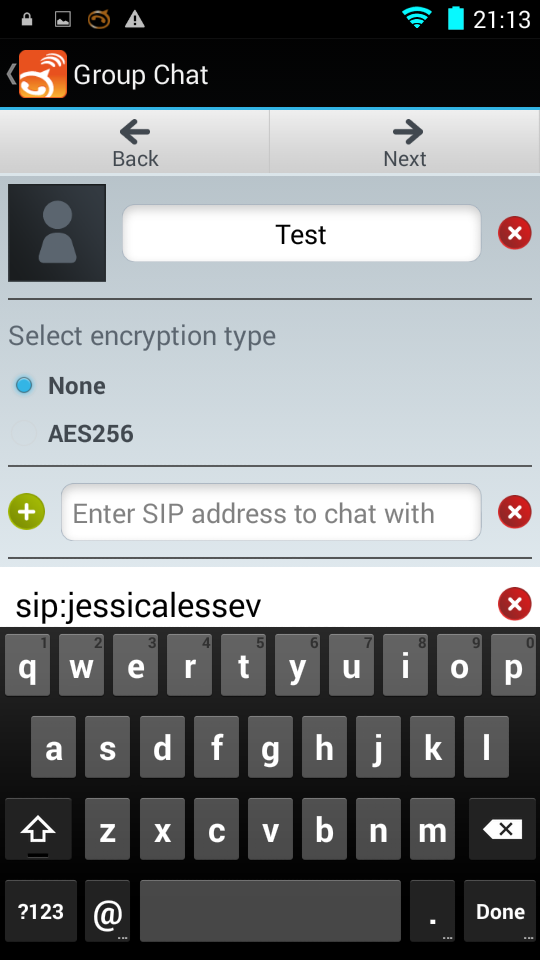 21:13
Group Chat
Back Next
Test
Select encryption type
None
AES256
Enter SIP address to chat with
sip:jessicalessev
1 2 3 4 5 6 7 8 9 0
q w e r t y u i o p
a s d f g h j k l
z x c v b n m
?123 @ ... . ... Done ...